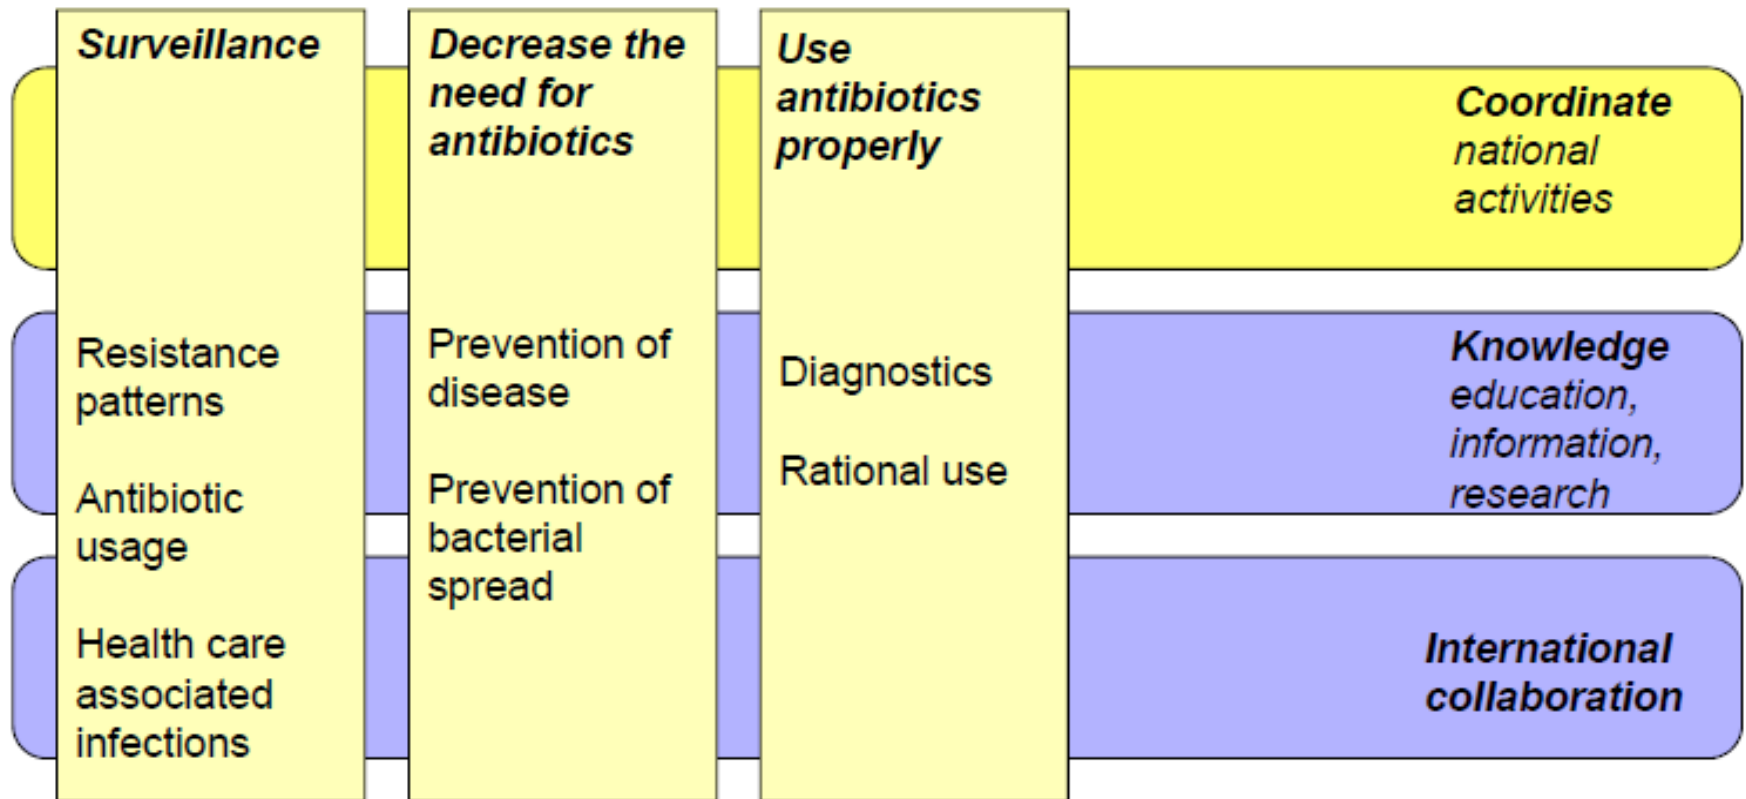 Surveillance
Resistance
patterns
Antibiotic
usage
Health care
associated
infections
Decrease the
need for
antibiotics
Prevention of
disease
Prevention of
bacterial
spread
Use
antibiotics
properly
Diagnostics
Rational use
Coordinate
national
activities
Knowledge
education,
information,
research
International
collaboration